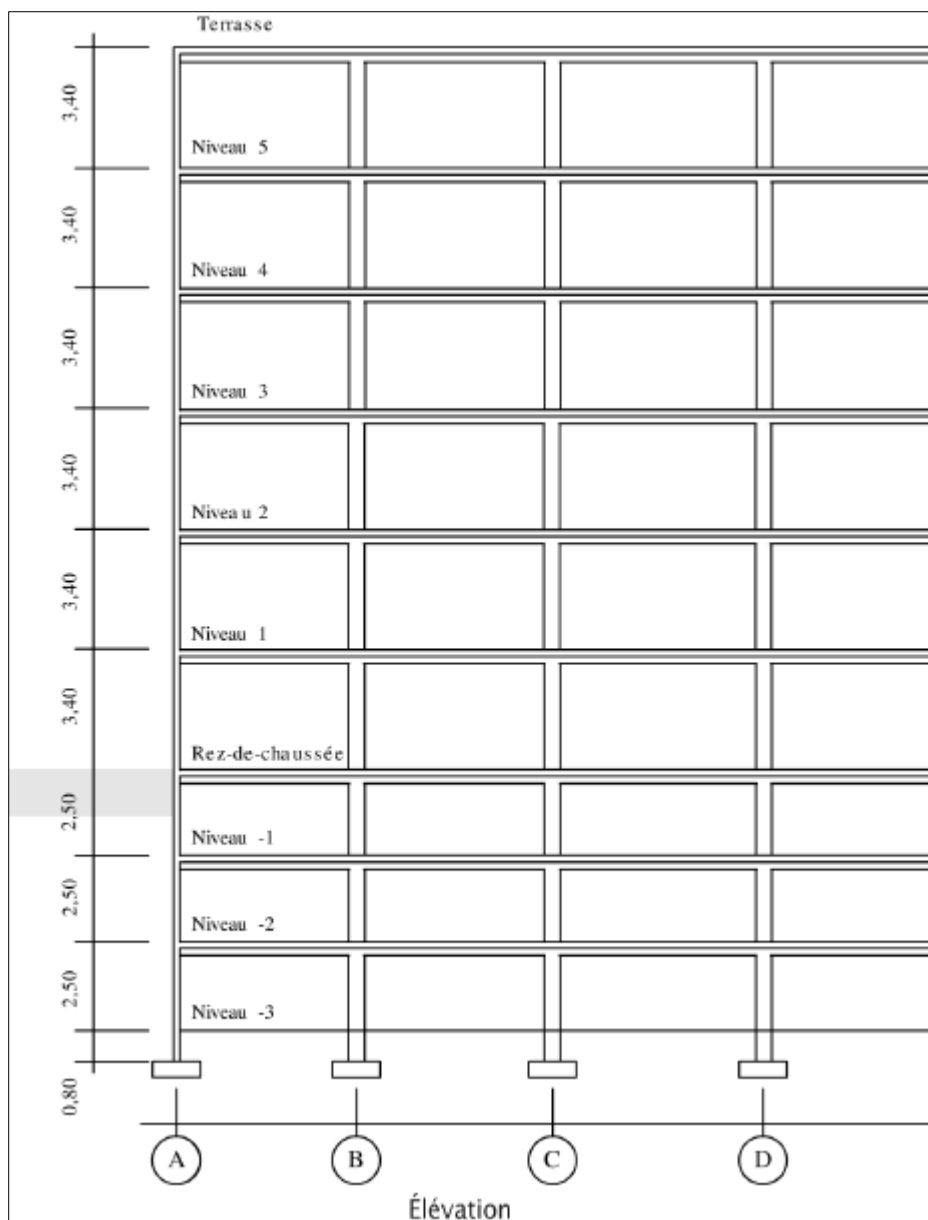 Terrasse
3,40
Niveau 5
3,40
Niveau 4
3,40
Niveau 3
3,40
Niveau 2
3,40
Niveau 1
3,40
Rez-de-chaussée
2,50
Niveau -1
2,50
Niveau -2
2,50
Niveau -3
0,80
A B C D
Élévation